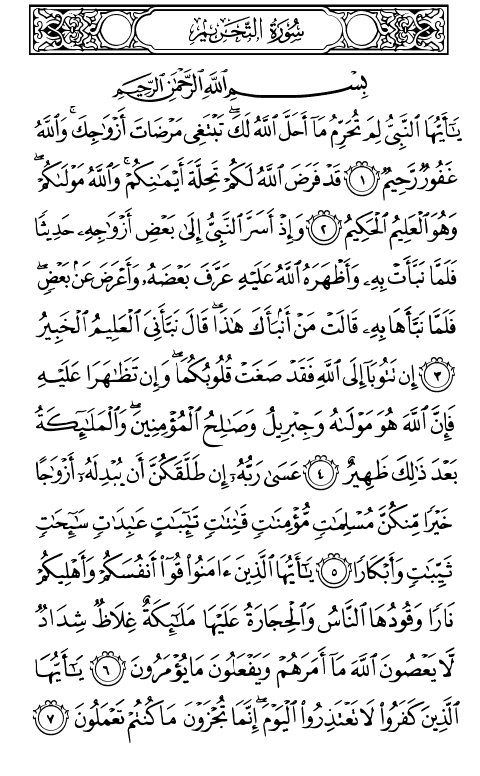 سُورَةُ التَّحْرِيمِ
بِسْمِ ٱللَّهِ ٱلرَّحْمَٰنِ ٱلرَّحِيمِ
يَٰٓأَيُّهَا ٱلنَّبِيُّ لِمَ تُحَرِّمُ مَآ أَحَلَّ ٱللَّهُ لَكَۖ تَبْتَغِي مَرْضَاتَ أَزْوَٰجِكَۚ وَٱللَّهُ
غَفُورٌ رَّحِيمٌ ١ قَدْ فَرَضَ ٱللَّهُ لَكُمْ تَحِلَّةَ أَيْمَٰنِكُمْۚ وَٱللَّهُ مَوْلَىٰكُمْۖ
وَهُوَ ٱلْعَلِيمُ ٱلْحَكِيمُ ٢ وَإِذْ أَسَرَّ ٱلنَّبِيُّ إِلَىٰ بَعْضِ أَزْوَٰجِهِۦ حَدِيثًا
فَلَمَّا نَبَّأَتْ بِهِۦ وَأَظْهَرَهُ ٱللَّهُ عَلَيْهِ عَرَّفَ بَعْضَهُۥ وَأَعْرَضَ عَنۢ بَعْضٍۖ
فَلَمَّا نَبَّأَهَا بِهِۦ قَالَتْ مَنْ أَنۢبَأَكَ هَٰذَاۖ قَالَ نَبَّأَنِيَ ٱلْعَلِيمُ ٱلْخَبِيرُ
٣ إِن تَتُوبَآ إِلَى ٱللَّهِ فَقَدْ صَغَتْ قُلُوبُكُمَاۖ وَإِن تَظَٰهَرَا عَلَيْهِ
فَإِنَّ ٱللَّهَ هُوَ مَوْلَىٰهُ وَجِبْرِيلُ وَصَٰلِحُ ٱلْمُؤْمِنِينَۖ وَٱلْمَلَٰٓئِكَةُ
بَعْدَ ذَٰلِكَ ظَهِيرٌ ٤ عَسَىٰ رَبُّهُۥٓ إِن طَلَّقَكُنَّ أَن يُبْدِلَهُۥٓ أَزْوَٰجًا
خَيْرًا مِّنكُنَّ مُسْلِمَٰتٍ مُّؤْمِنَٰتٍ قَٰنِتَٰتٍ تَٰٓئِبَٰتٍ عَٰبِدَٰتٍ سَٰٓئِحَٰتٍ
ثَيِّبَٰتٍ وَأَبْكَارًا ٥ يَٰٓأَيُّهَا ٱلَّذِينَ ءَامَنُوا۟ قُوٓا۟ أَنفُسَكُمْ وَأَهْلِيكُمْ
نَارًا وَقُودُهَا ٱلنَّاسُ وَٱلْحِجَارَةُ عَلَيْهَا مَلَٰٓئِكَةٌ غِلَاظٌ شِدَادٌ
لَّا يَعْصُونَ ٱللَّهَ مَآ أَمَرَهُمْ وَيَفْعَلُونَ مَا يُؤْمَرُونَ ٦ يَٰٓأَيُّهَا
ٱلَّذِينَ كَفَرُوا۟ لَا تَعْتَذِرُوا۟ ٱلْيَوْمَۖ إِنَّمَا تُجْزَوْنَ مَا كُنتُمْ تَعْمَلُونَ ٧